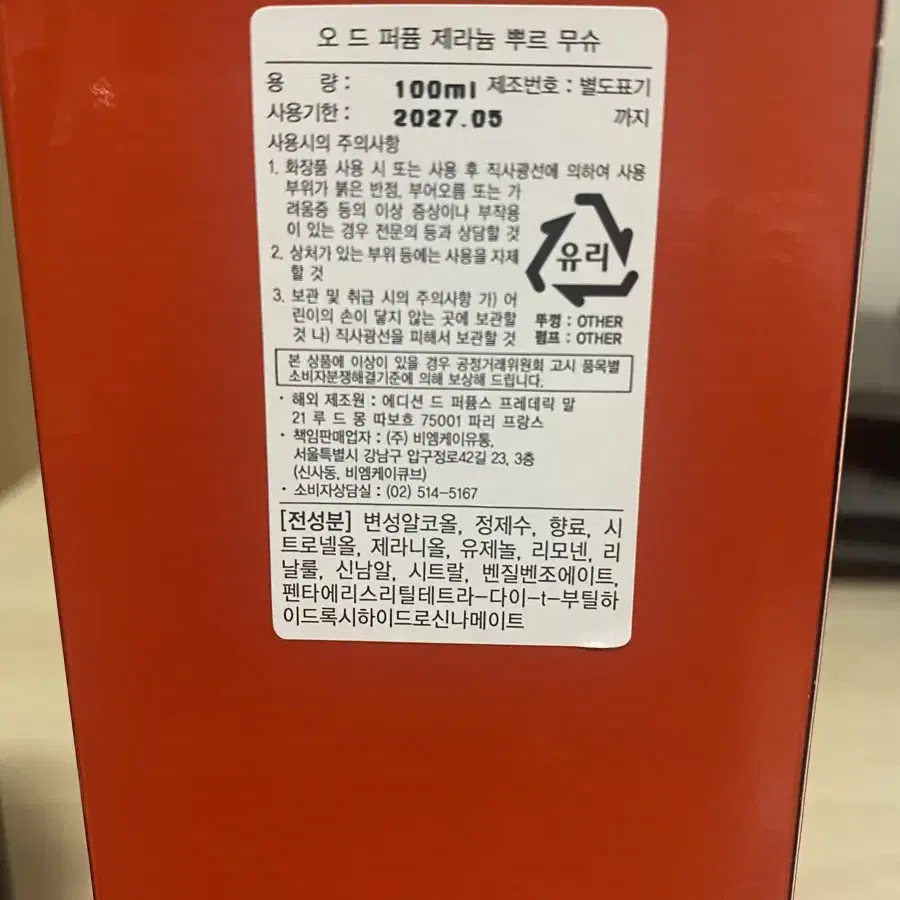 오 드 퍼퓸 제라늄 뿌르 무슈
용 량 : 100ml 제조번호 : 별도표기
사용기한 : 2027.05 까지
사용시의 주의사항
1. 화장품 사용 시 또는 사용 후 직사광선에 의하여 사용
부위가 붉은 반점, 부어오름 또는 가
려움증 등의 이상 증상이나 부작용
이 있는 경우 전문의 등과 상담할 것
2. 상처가 있는 부위 등에는 사용을 자제
할 것
3. 보관 및 취급 시의 주의사항 가) 어
린이의 손이 닿지 않는 곳에 보관할
것 나) 직사광선을 피해서 보관할 것
유리
뚜껑 : OTHER
펌프 : OTHER
본 상품에 이상이 있을 경우 공정거래위원회 고시 품목별
소비자분쟁해결기준에 의해 보상해 드립니다.
· 해외 제조원 : 에디션 드 퍼퓸스 프레데릭 말
21 루 드 몽 따보흐 75001 파리 프랑스
· 책임판매업자 : (주) 비엠케이유통,
서울특별시 강남구 압구정로42길 23, 3층
(신사동, 비엠케이큐브)
· 소비자상담실 : (02) 514-5167
[전성분] 변성알코올, 정제수, 향료, 시
트로넬올, 제라니올, 유제놀, 리모넨, 리
날룰, 신남알, 시트랄, 벤질벤조에이트,
펜타에리스리틸테트라-다이-t-부틸하
이드록시하이드로신나메이트